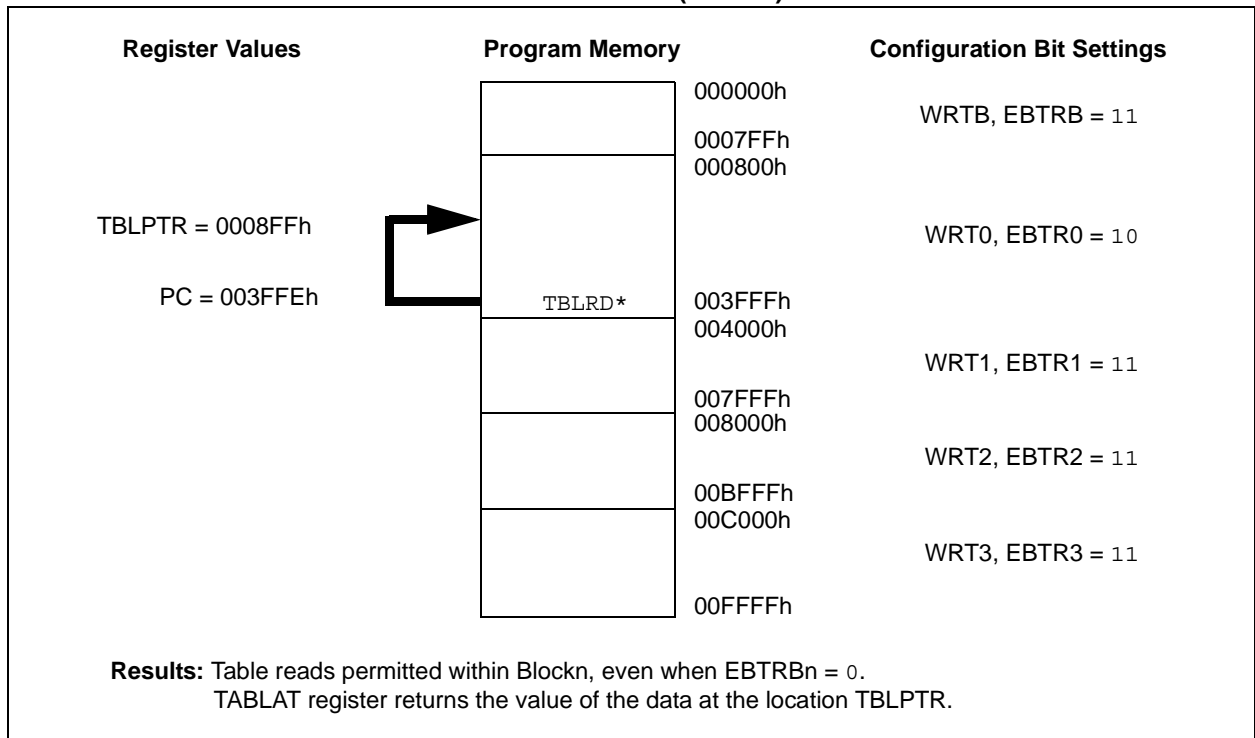 Register Values Program Memory Configuration Bit Settings
000000h
WRTB, EBTRB = 11
0007FFh
000800h
TBLPTR = 0008FFh
WRT0, EBTR0 = 10
PC = 003FFEh
TBLRD* 003FFFh
004000h
WRT1, EBTR1 = 11
007FFFh
008000h
WRT2, EBTR2 = 11
00BFFFh
00C000h
WRT3, EBTR3 = 11
00FFFFh
Results: Table reads permitted within Blockn, even when EBTRBn = 0.
TABLAT register returns the value of the data at the location TBLPTR.